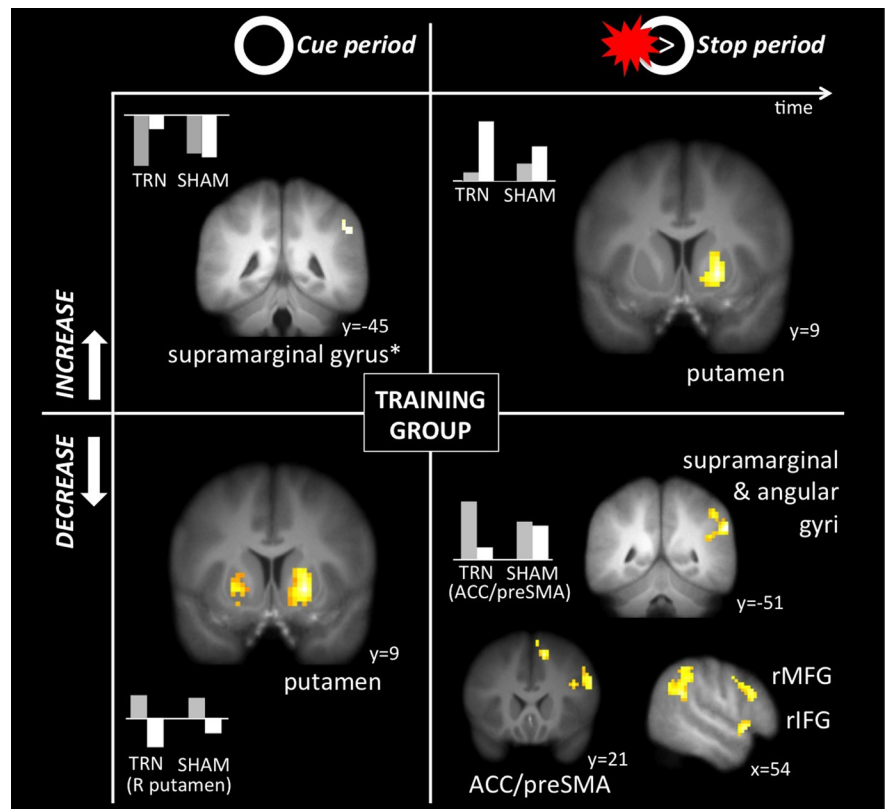 Cue period
>
Stop period
time
TRN SHAM
y=-45
supramarginal gyrus*
TRN SHAM
y=9
putamen
INCREASE
TRAINING
GROUP
DECREASE
y=9
putamen
TRN SHAM
(R putamen)
supramarginal
& angular
gyri
TRN SHAM
(ACC/preSMA)
y=-51
y=21
ACC/preSMA
rMFG
rIFG
x=54